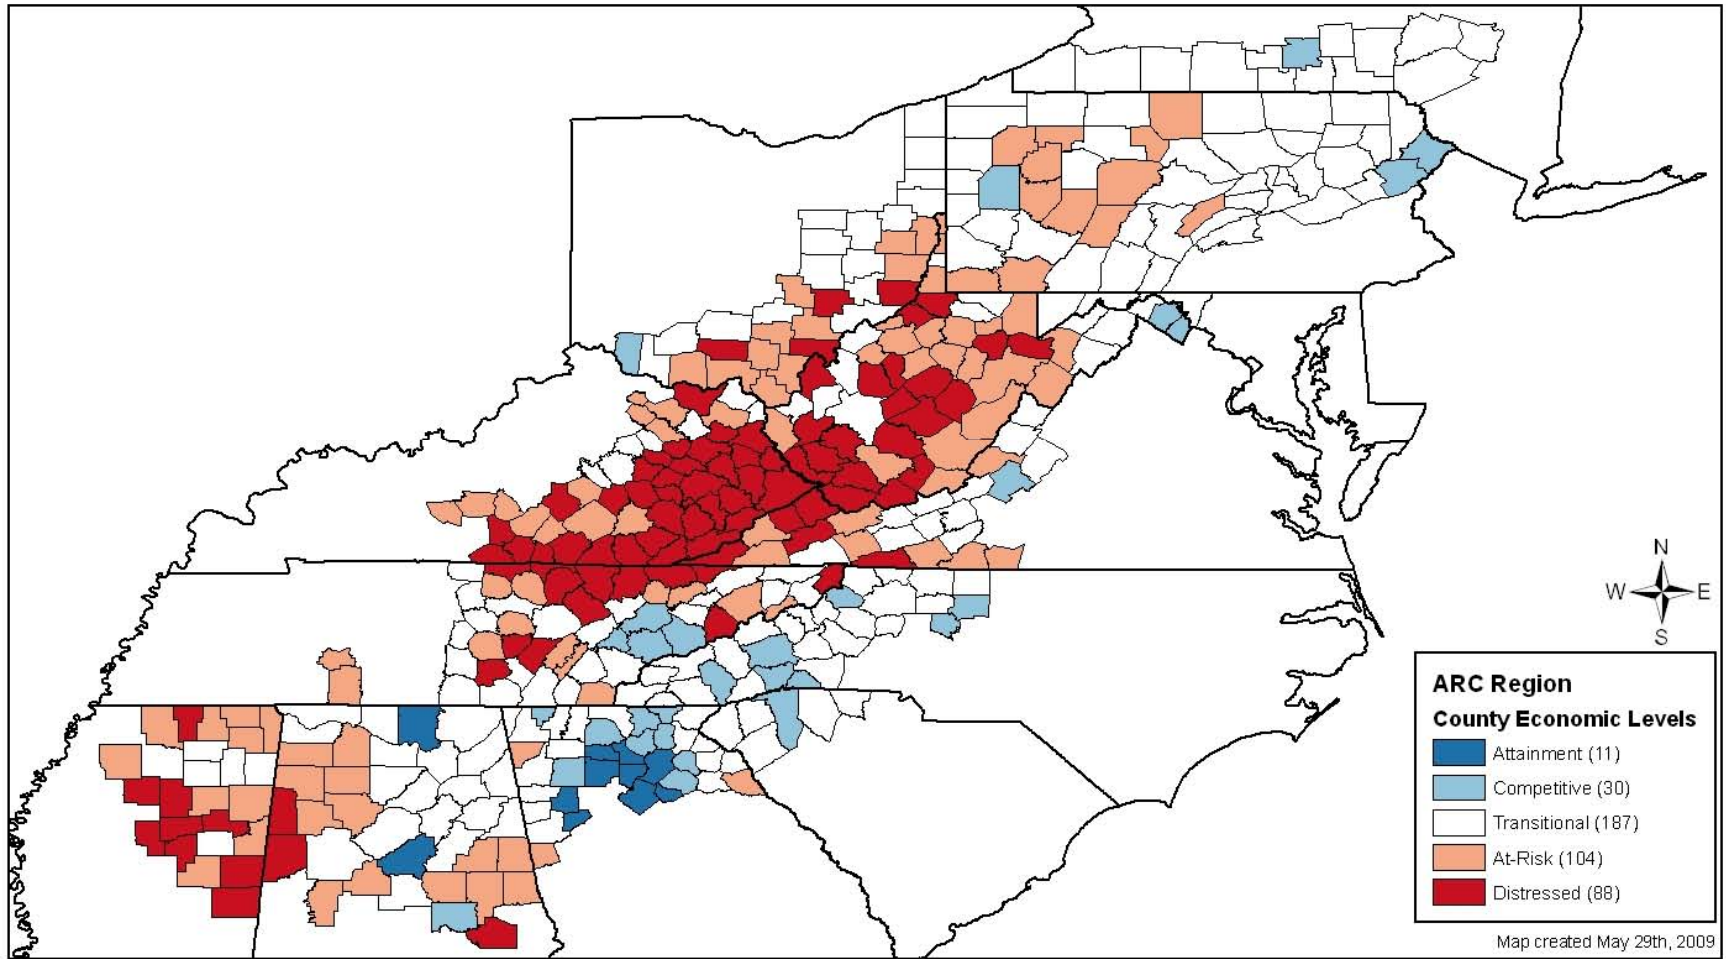 N
W E
S
ARC Region
County Economic Levels
Attainment (11)
Competitive (30)
Transitional (187)
At-Risk (104)
Distressed (88)
Map created May 29th, 2009